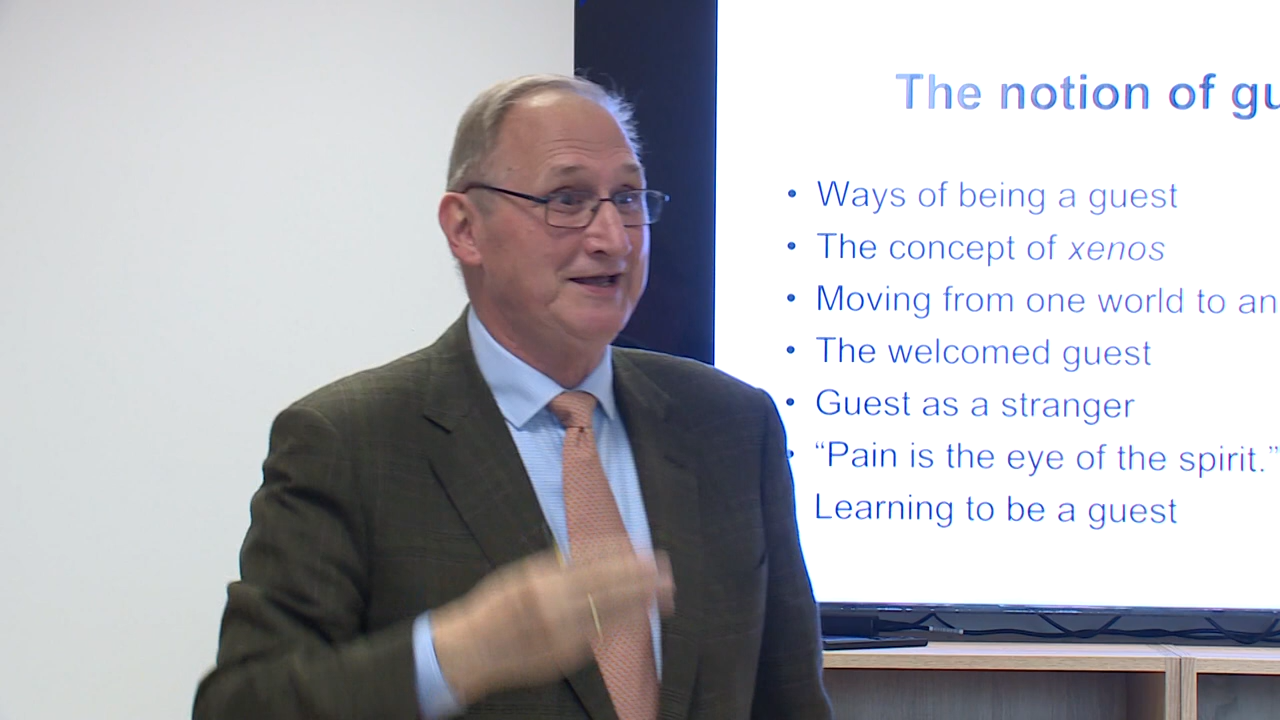 The notion of gu
• Ways of being a guest
• The concept of xenos
• Moving from one world to an
• The welcomed guest
• Guest as a stranger
• “Pain is the eye of the spirit.”
Learning to be a guest